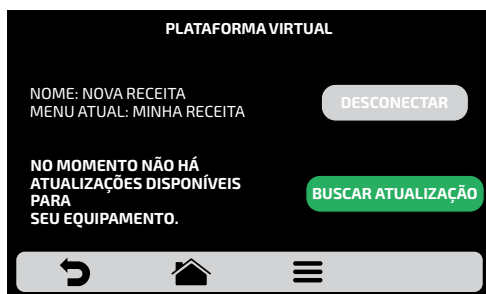 PLATAFORMA VIRTUAL
NOME: NOVA RECEITA
MENU ATUAL: MINHA RECEITA
DESCONECTAR
NO MOMENTO NÃO HÁ
ATUALIZAÇÕES DISPONÍVEIS
PARA
SEU EQUIPAMENTO.
BUSCAR ATUALIZAÇÃO